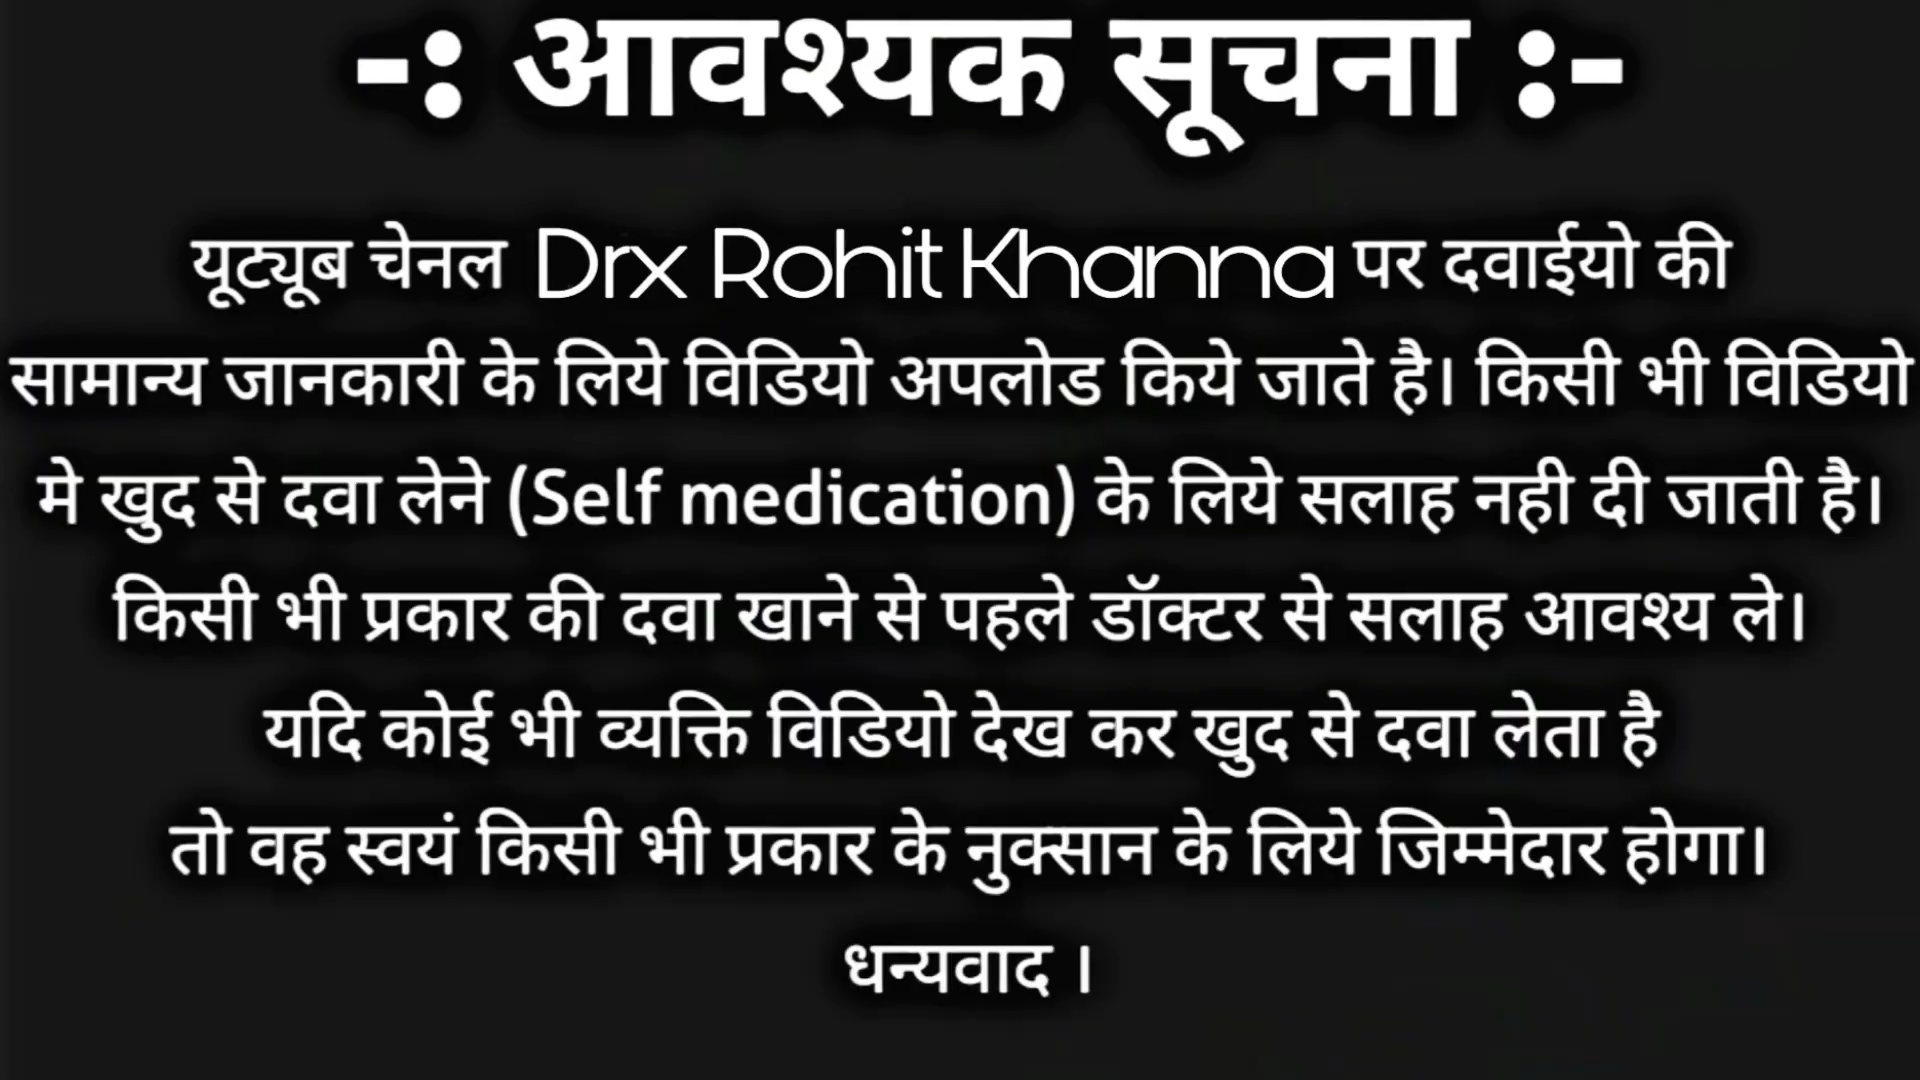 -: आवश्यक सूचना :-
यूट्यूब चेनल Drx Rohit Khanna पर दवाईयो की
सामान्य जानकारी के लिये विडियो अपलोड किये जाते है। किसी भी विडियो
मे खुद से दवा लेने (Self medication) के लिये सलाह नही दी जाती है।
किसी भी प्रकार की दवा खाने से पहले डॉक्टर से सलाह आवश्य ले।
यदि कोई भी व्यक्ति विडियो देख कर खुद से दवा लेता है
तो वह स्वयं किसी भी प्रकार के नुक्सान के लिये जिम्मेदार होगा।
धन्यवाद ।